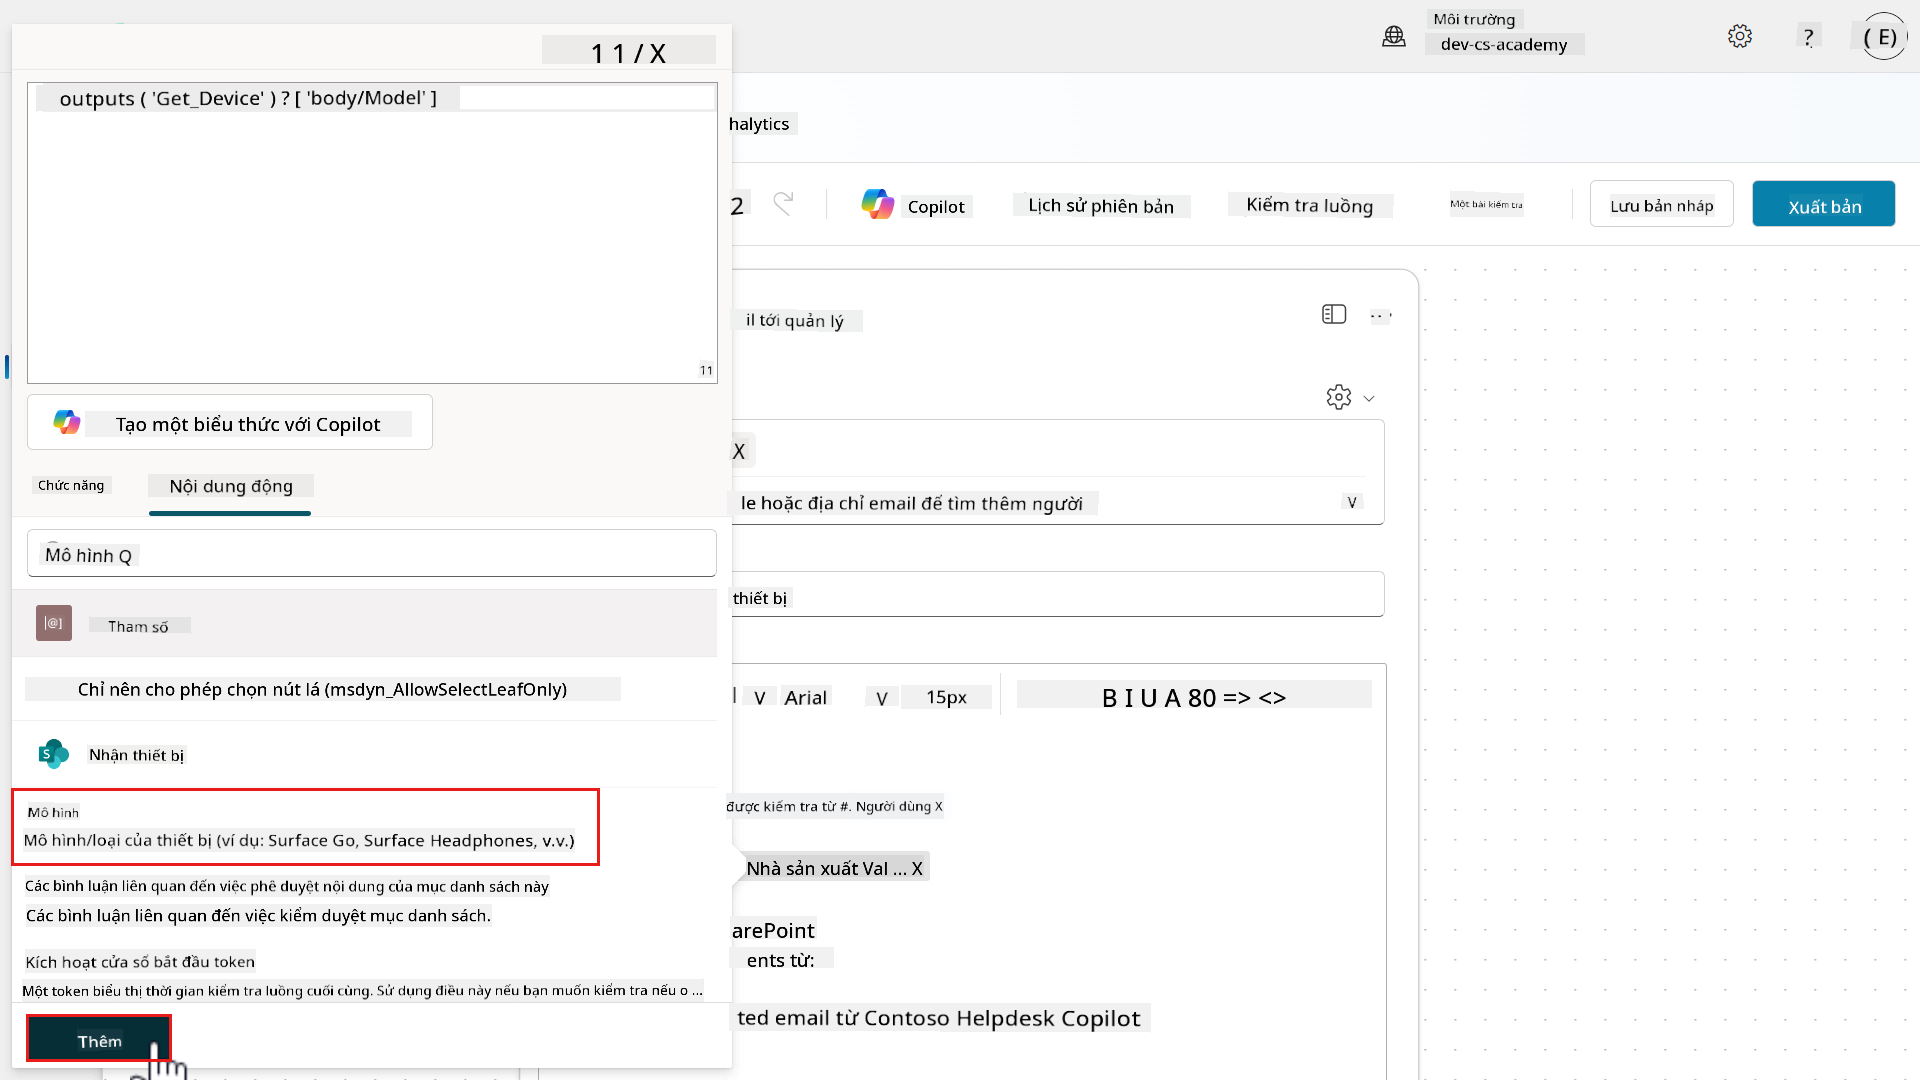 Môi trường
dev-cs-academy
?
( E)
1 1 / X
outputs ( 'Get_Device' ) ? [ 'body/Model' ]
11
Tạo một biểu thức với Copilot
Chức năng
Nội dung động
Mô hình Q
Tham số
Chỉ nên cho phép chọn nút lá (msdyn_AllowSelectLeafOnly)
Nhận thiết bị
Mô hình
Mô hình/loại của thiết bị (ví dụ: Surface Go, Surface Headphones, v.v.)
Các bình luận liên quan đến việc phê duyệt nội dung của mục danh sách này
Các bình luận liên quan đến việc kiểm duyệt mục danh sách.
Kích hoạt cửa sổ bắt đầu token
Một token biểu thị thời gian kiểm tra luồng cuối cùng. Sử dụng điều này nếu bạn muốn kiểm tra nếu o ...
Thêm
halytics
2
Copilot
Lịch sử phiên bản
Kiểm tra luồng
Một bài kiểm tra
Lưu bản nháp
Xuất bản
il tới quản lý
X
le hoặc địa chỉ email để tìm thêm người
V
thiết bị
V Arial V 15px B I U A 80 => <>
được kiểm tra từ #. Người dùng X
Nhà sản xuất Val ... X
arePoint
ents từ:
ted email từ Contoso Helpdesk Copilot